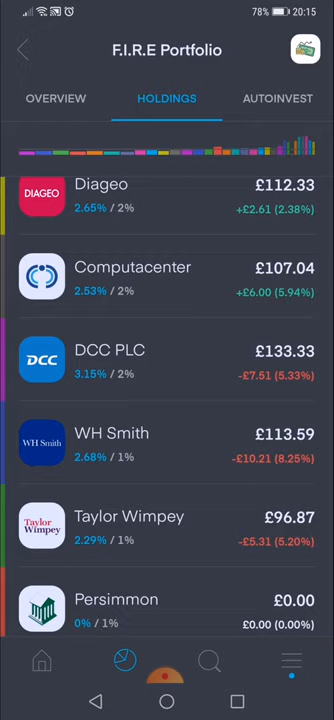 78% 20:15
F.I.R.E Portfolio
OVERVIEW HOLDINGS AUTOINVEST
DIAGEO
Diageo £112.33
2.65% / 2% +£2.61 (2.38%)
Computacenter £107.04
2.53% / 2% +£6.00 (5.94%)
DCC
DCC PLC £133.33
3.15% / 2% -£7.51 (5.33%)
WHSmith
WH Smith £113.59
2.68% / 1% -£10.21 (8.25%)
Taylor
Wimpey
Taylor Wimpey £96.87
2.29% / 1% -£5.31 (5.20%)
Persimmon £0.00
0% / 1% £0.00 (0.00%)